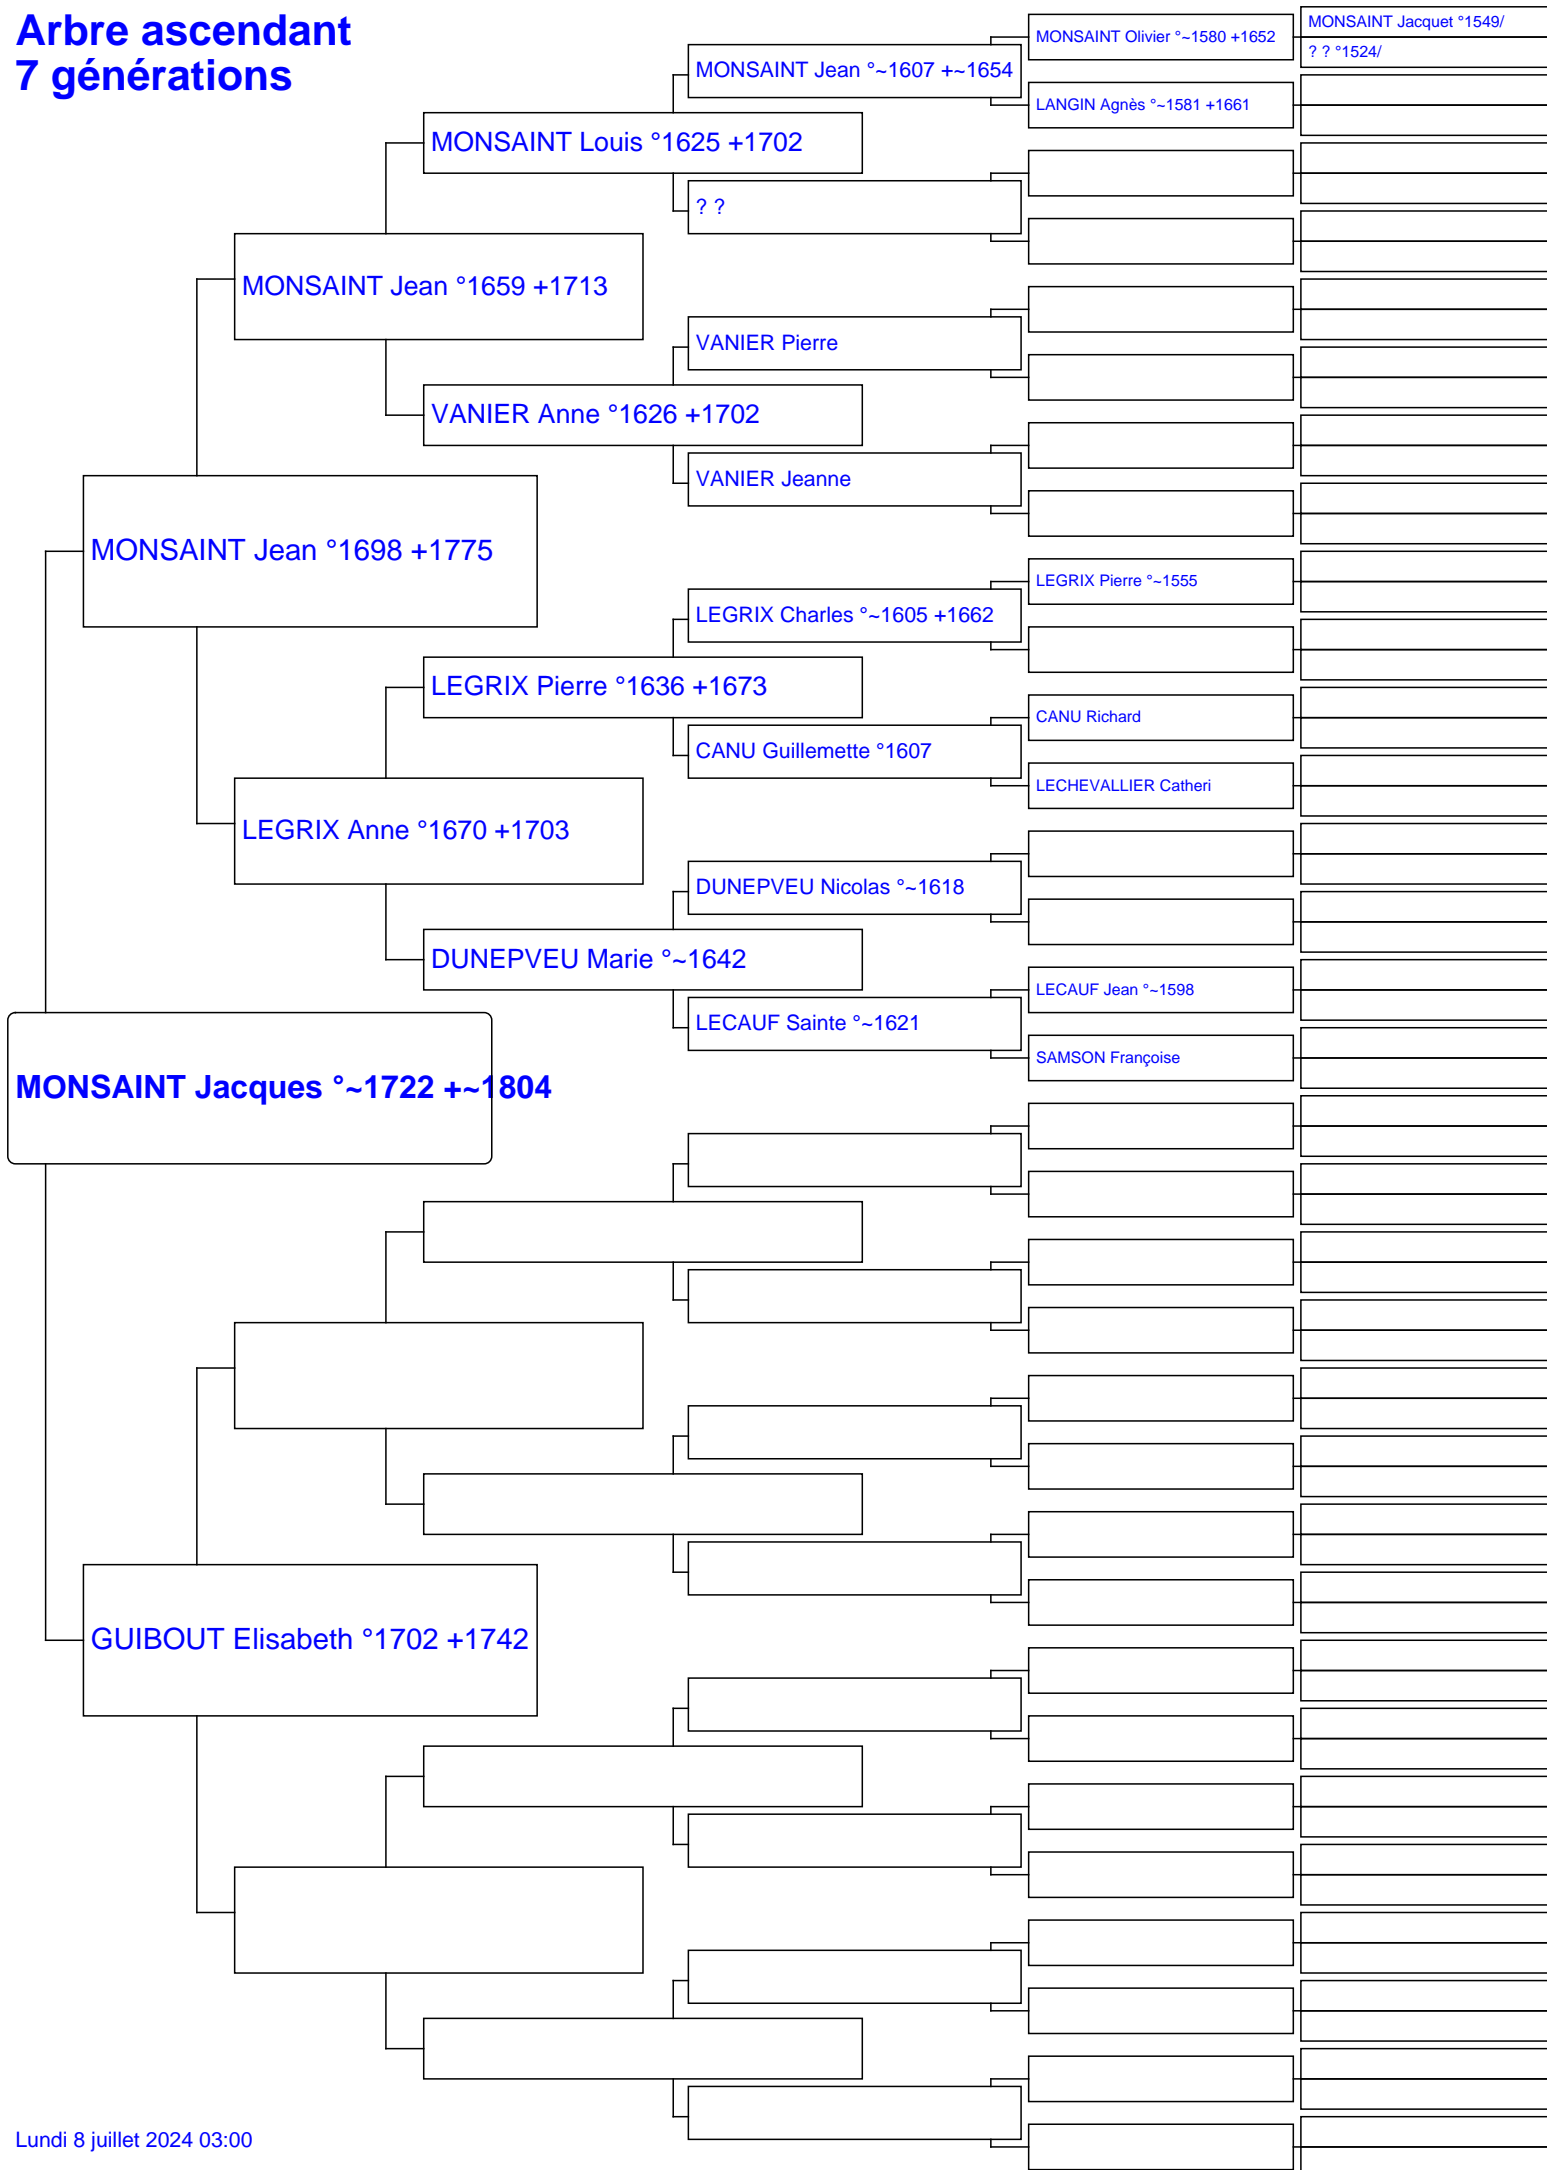 Arbre ascendant
7 générations
MONSAINT Jacquet °1549/
? ? °1524/
MONSAINT Olivier °~1580 +1652
MONSAINT Jean °~1607 +~1654
LANGIN Agnès °~1581 +1661
MONSAINT Louis °1625 +1702
? ?
MONSAINT Jean °1659 +1713
VANIER Pierre
VANIER Anne °1626 +1702
VANIER Jeanne
MONSAINT Jean °1698 +1775
LEGRIX Pierre °~1555
LEGRIX Charles °~1605 +1662
LEGRIX Pierre °1636 +1673
CANU Richard
CANU Guillemette °1607
LECHEVALLIER Catheri
LEGRIX Anne °1670 +1703
DUNEPVEU Nicolas °~1618
DUNEPVEU Marie °~1642
LECAUF Jean °~1598
LECAUF Sainte °~1621
SAMSON Françoise
MONSAINT Jacques °~1722 +~1804
GUIBOUT Elisabeth °1702 +1742
Lundi 8 juillet 2024 03:00